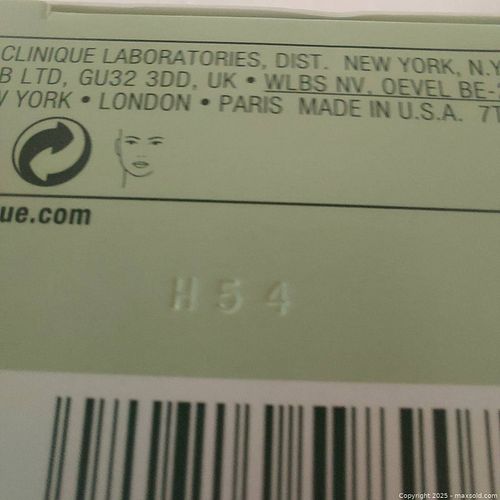 CLINIQUE LABORATORIES, DIST. NEW YORK, N.Y
B LTD, GU32 3DD, UK • WLBS NV, OEVEL BE-
YORK • LONDON • PARIS MADE IN U.S.A. 7
ue.com
H54
Copyright 2025 - maxsold.com